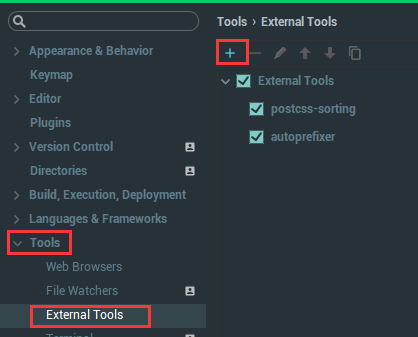 Tools › External Tools
Appearance & Behavior
Keymap
Editor
Plugins
Version Control
Directories
Build, Execution, Deployment
Languages & Frameworks
Tools
Web Browsers
File Watchers
External Tools
Terminal
External Tools
postcss-sorting
autoprefixer